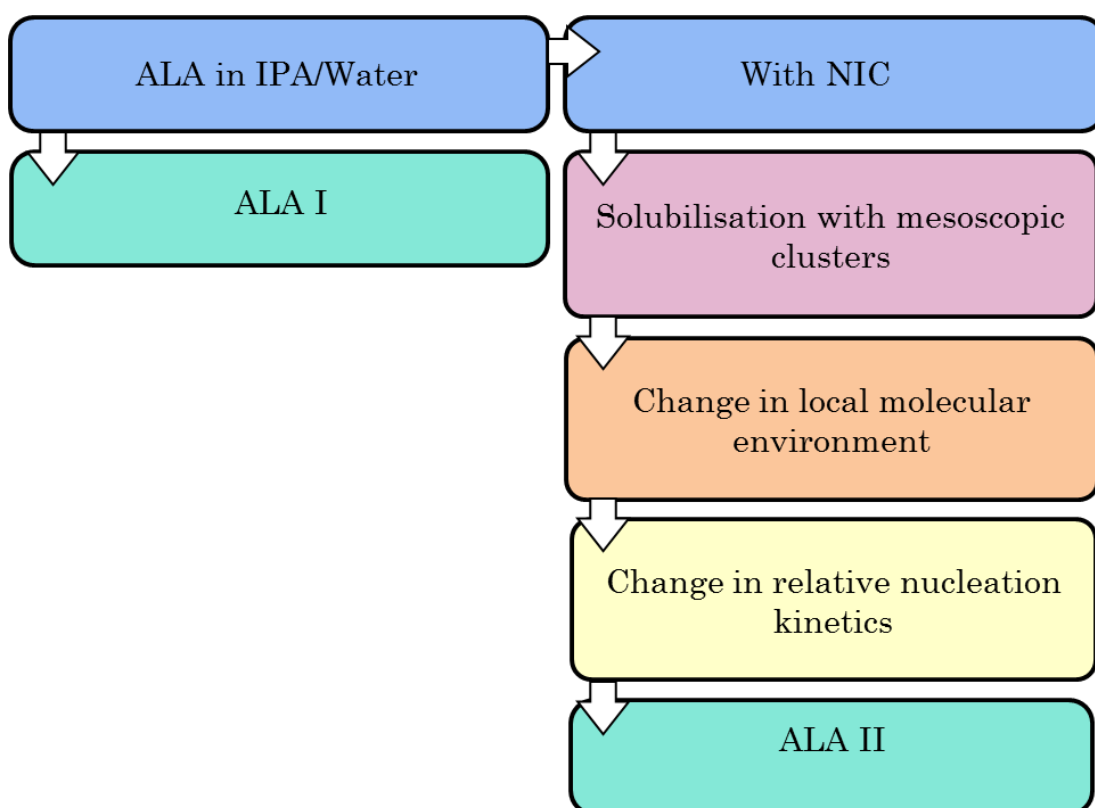 ALA in IPA/Water
With NIC
ALA I
Solubilisation with mesoscopic
clusters
Change in local molecular
environment
Change in relative nucleation
kinetics
ALA II